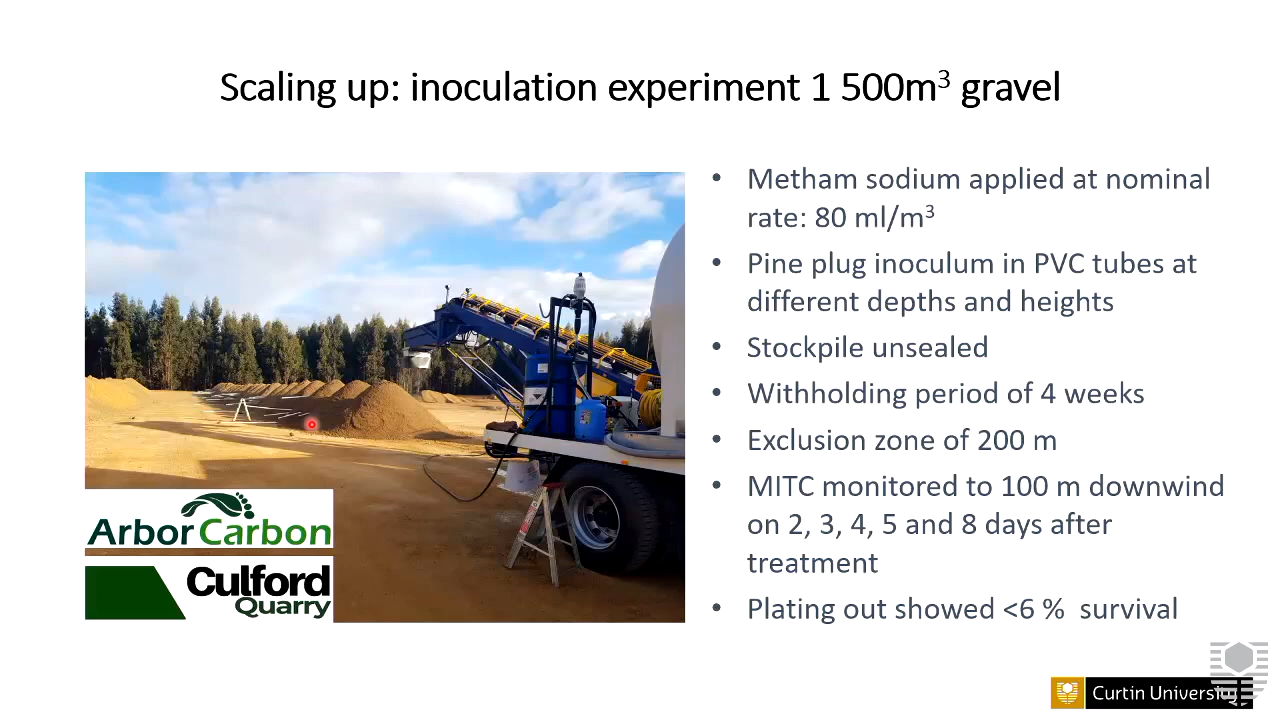 Scaling up: inoculation experiment 1 500m³ gravel
• Metham sodium applied at nominal
rate: 80 ml/m³
• Pine plug inoculum in PVC tubes at
different depths and heights
• Stockpile unsealed
• Withholding period of 4 weeks
• Exclusion zone of 200 m
• MITC monitored to 100 m downwind
on 2, 3, 4, 5 and 8 days after
treatment
• Plating out showed <6 % survival
ArborCarbon
Culford
Quarry
Curtin University